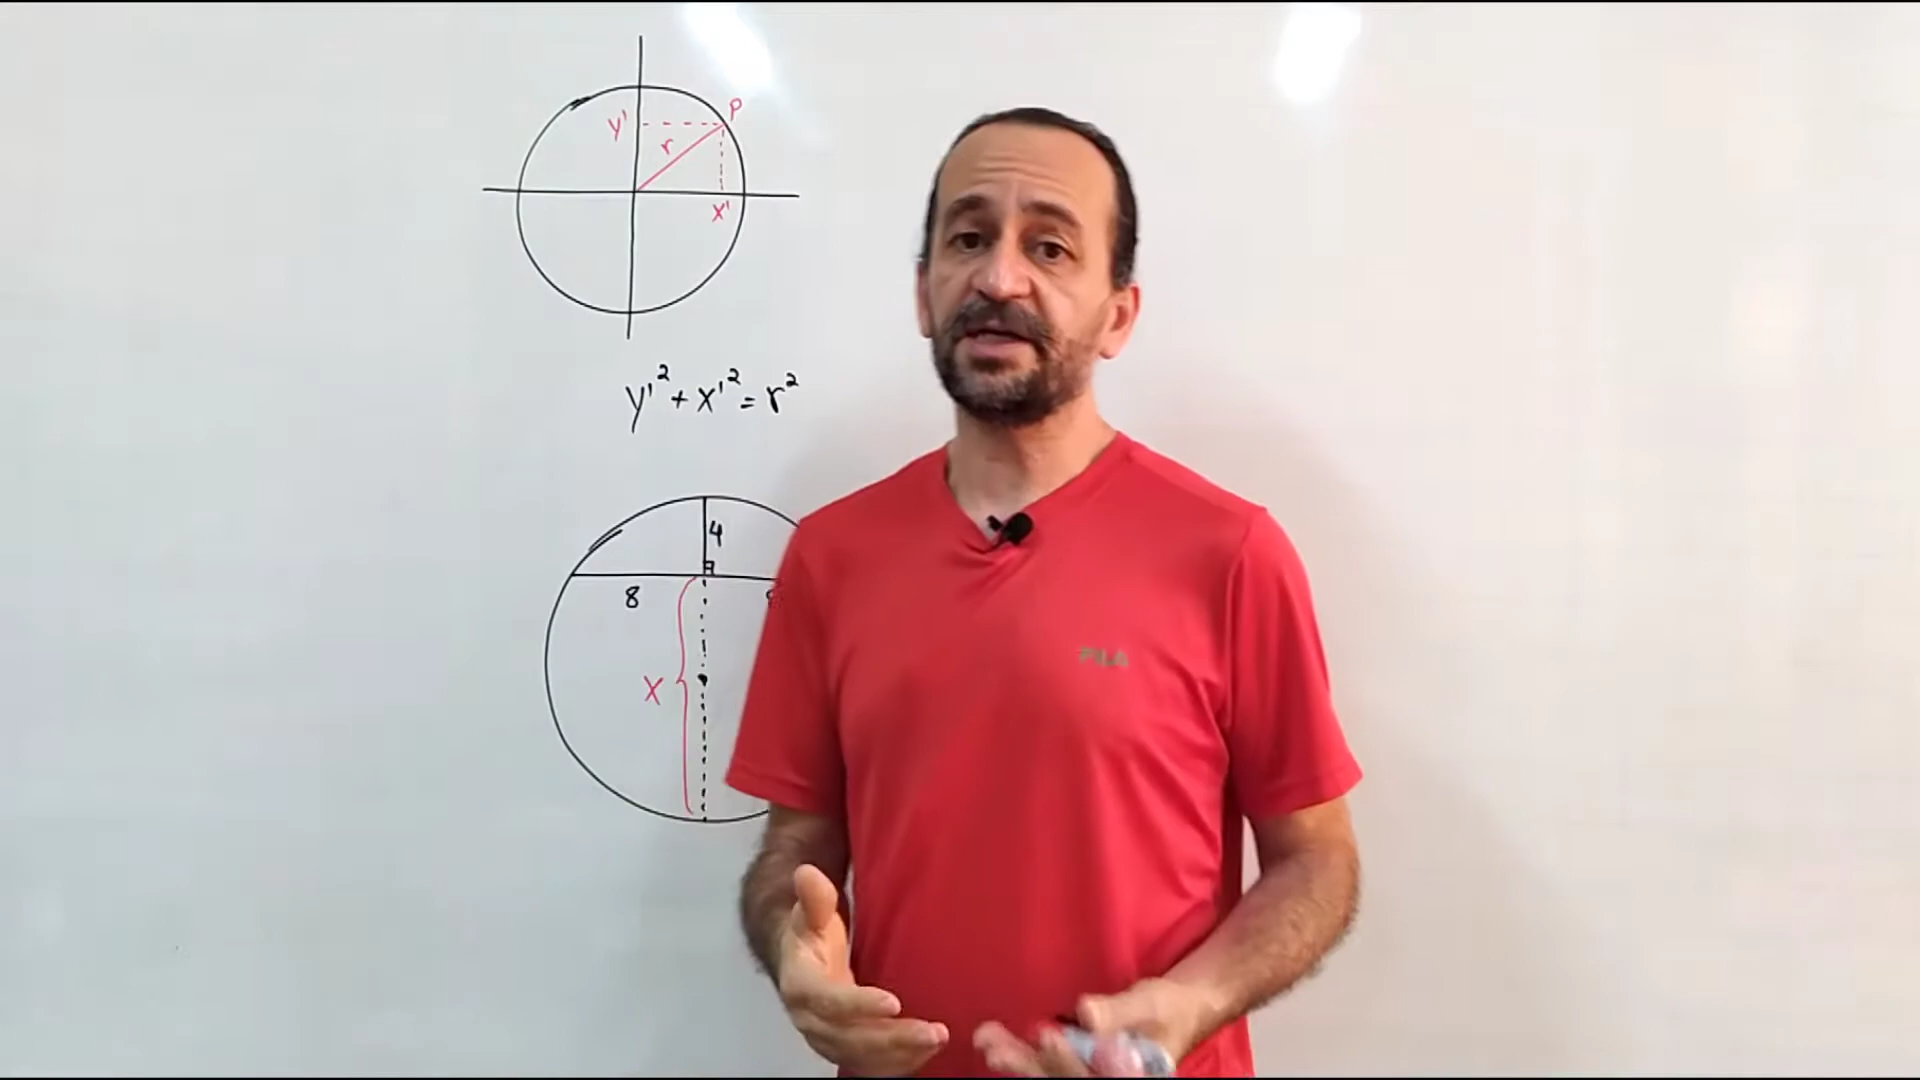 P
y'
r
x'
y'² + x'² = r²
4
8
x
FILA